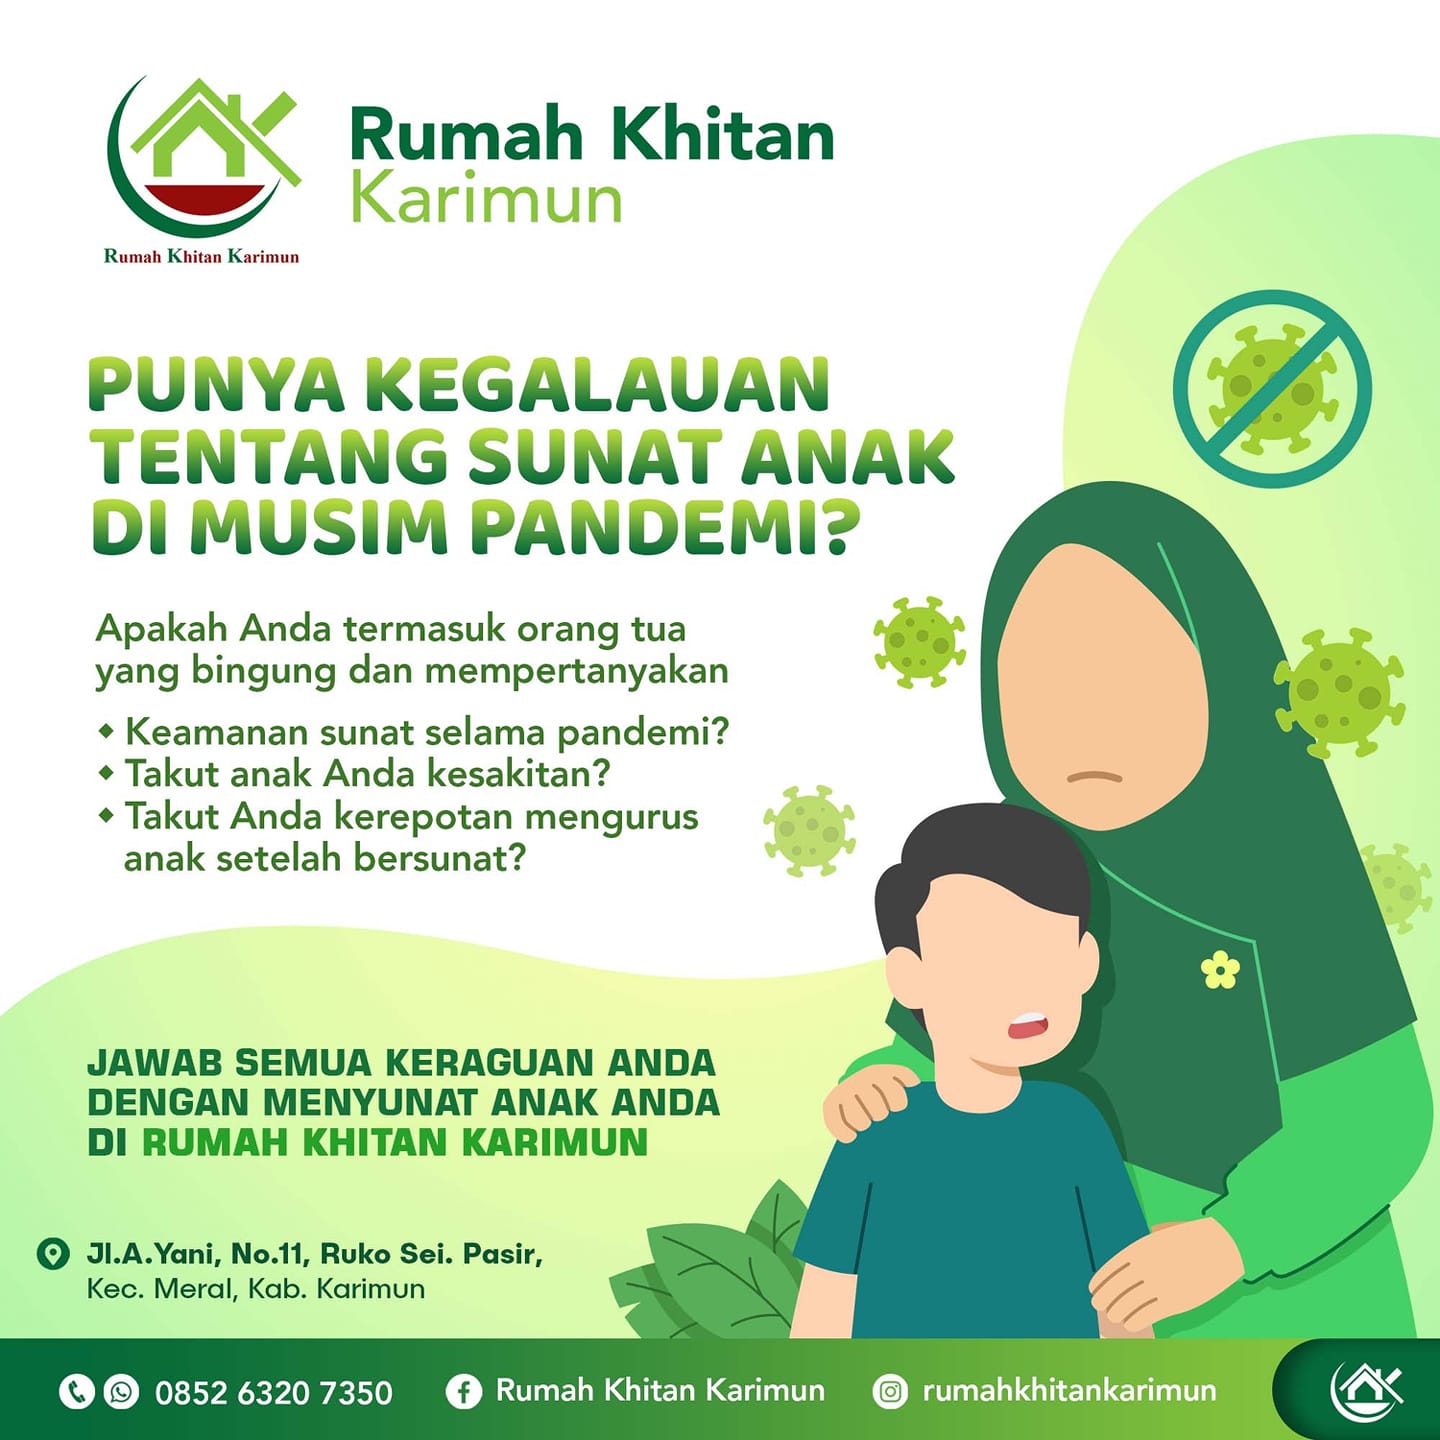 Rumah Khitan
Karimun
Rumah Khitan Karimun
PUNYA KEGALAUAN
TENTANG SUNAT ANAK
DI MUSIM PANDEMI?
Apakah Anda termasuk orang tua
yang bingung dan mempertanyakan
◆ Keamanan sunat selama pandemi?
◆ Takut anak Anda kesakitan?
◆ Takut Anda kerepotan mengurus
anak setelah bersunat?
JAWAB SEMUA KERAGUAN ANDA
DENGAN MENYUNAT ANAK ANDA
DI RUMAH KHITAN KARIMUN
Jl.A.Yani, No.11, Ruko Sei. Pasir,
Kec. Meral, Kab. Karimun
0852 6320 7350
Rumah Khitan Karimun
rumahkhitankarimun